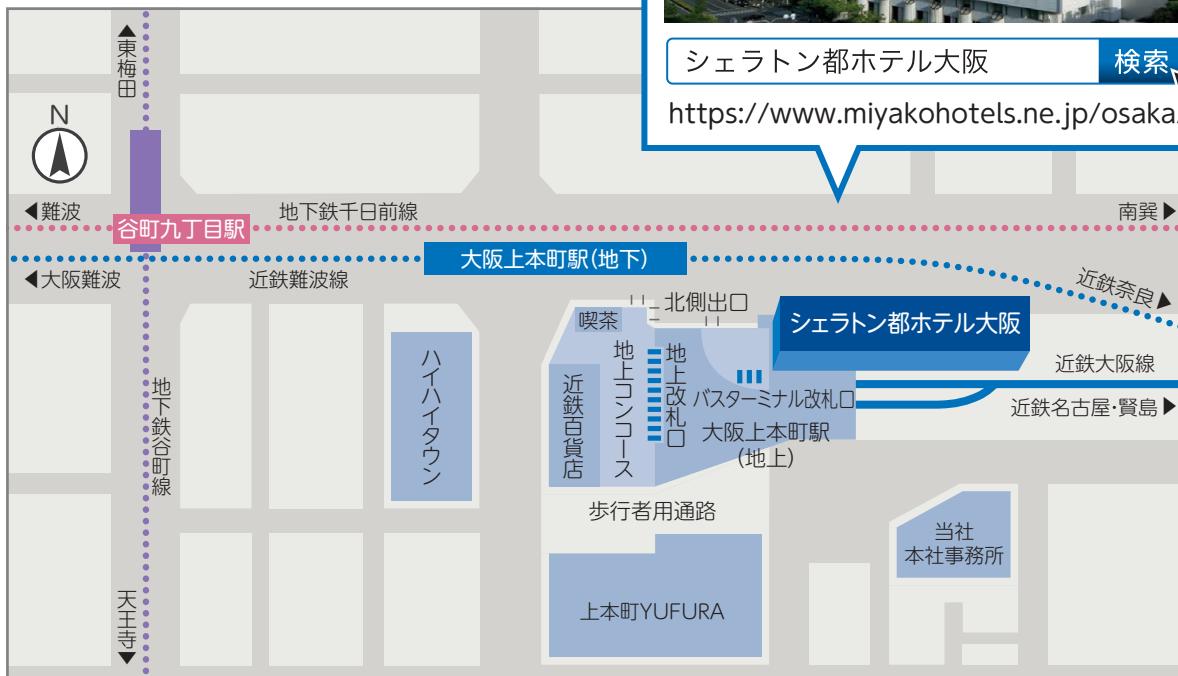 シェラトン都ホテル大阪
検索
https://www.miyakohotels.ne.jp/osaka
▲東梅田
N
◀難波
地下鉄千日前線
南巽▶
谷町九丁目駅
大阪上本町駅(地下)
◀大阪難波
近鉄難波線
近鉄奈良▶
北側出口
喫茶
シェラトン都ホテル大阪
ハイハイタウン
近鉄百貨店
地上コンコース
地上改札口
バスターミナル改札口
大阪上本町駅
(地上)
近鉄大阪線
近鉄名古屋・賢島▶
地下鉄谷町線
歩行者用通路
当社
本社事務所
上本町YUFURA
天王寺▼